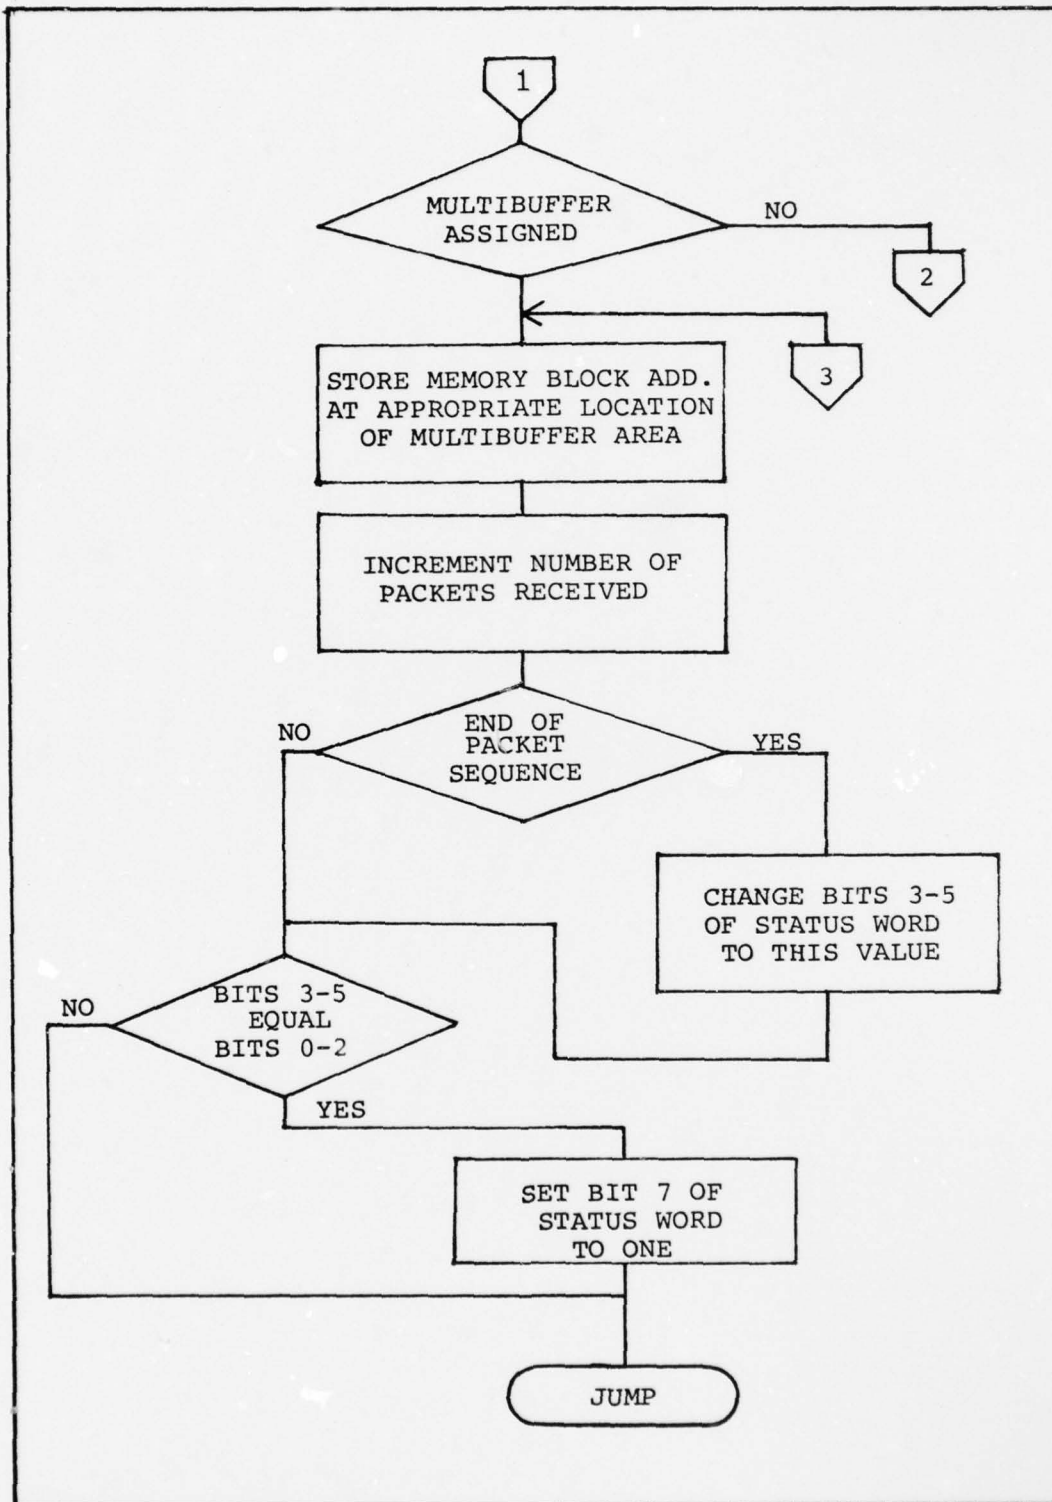 1
MULTIBUFFER
ASSIGNED
NO
2
3
STORE MEMORY BLOCK ADD.
AT APPROPRIATE LOCATION
OF MULTIBUFFER AREA
INCREMENT NUMBER OF
PACKETS RECEIVED
END OF
PACKET
SEQUENCE
NO
YES
CHANGE BITS 3-5
OF STATUS WORD
TO THIS VALUE
BITS 3-5
EQUAL
BITS 0-2
NO
YES
SET BIT 7 OF
STATUS WORD
TO ONE
JUMP